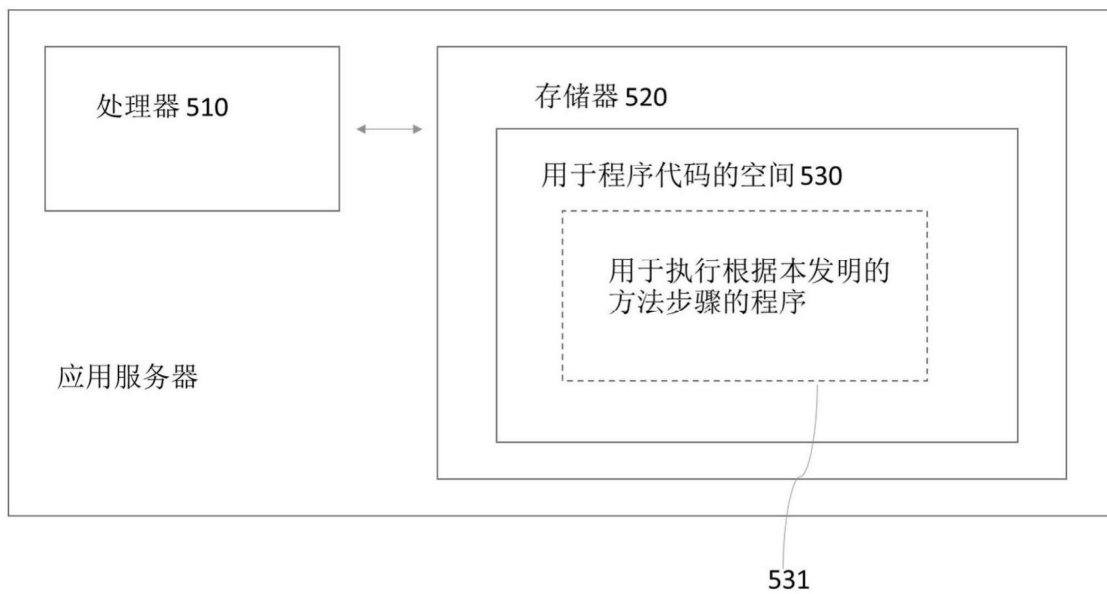 处理器 510
存储器 520
用于程序代码的空间 530
用于执行根据本发明的
方法步骤的程序
应用服务器
531